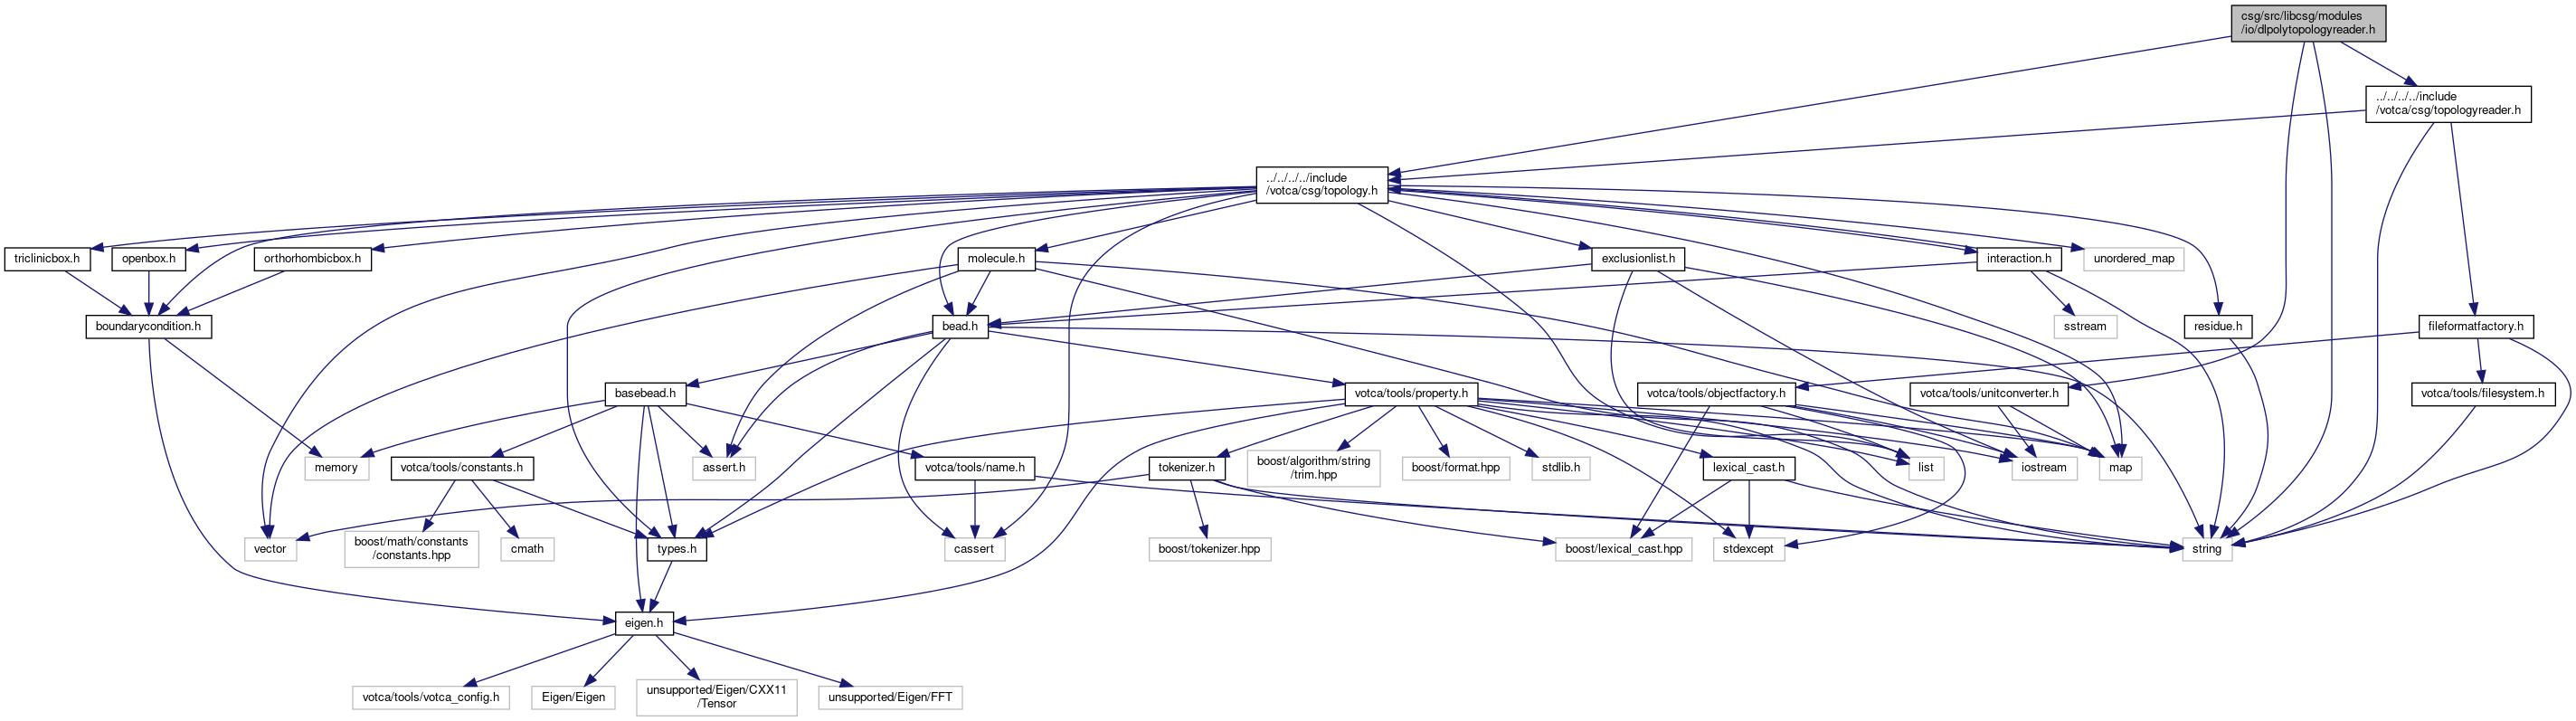 csg/src/libcsg/modules
/io/dlpolytopologyreader.h
../../../../include
/votca/csg/topologyreader.h
../../../../include
/votca/csg/topology.h
triclinicbox.h
openbox.h
orthorhombicbox.h
molecule.h
exclusionlist.h
interaction.h
unordered_map
boundarycondition.h
bead.h
sstream
residue.h
fileformatfactory.h
basebead.h
votca/tools/property.h
votca/tools/objectfactory.h
votca/tools/unitconverter.h
votca/tools/filesystem.h
memory
votca/tools/constants.h
assert.h
votca/tools/name.h
tokenizer.h
boost/algorithm/string
/trim.hpp
boost/format.hpp
stdlib.h
lexical_cast.h
list
iostream
map
vector
boost/math/constants
/constants.hpp
cmath
types.h
cassert
boost/tokenizer.hpp
boost/lexical_cast.hpp
stdexcept
string
eigen.h
votca/tools/votca_config.h
Eigen/Eigen
unsupported/Eigen/CXX11
/Tensor
unsupported/Eigen/FFT